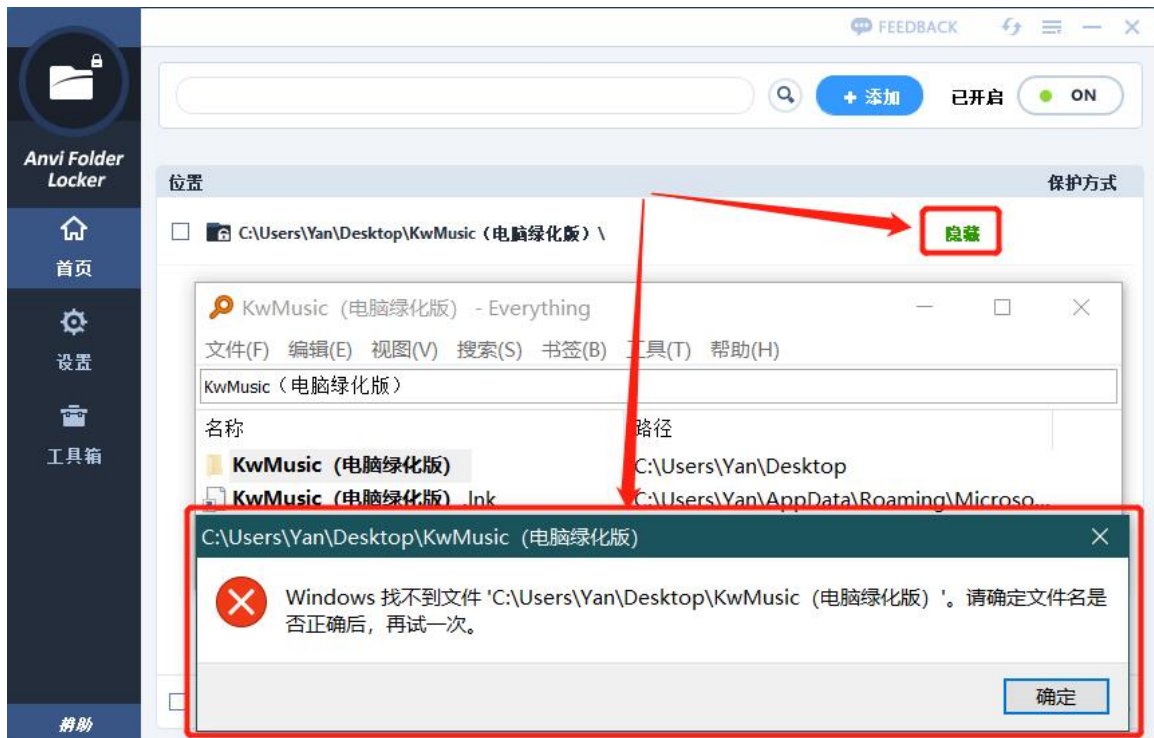 FEEDBACK
+ 添加
已开启
ON
Anvi Folder
Locker
位置
保护方式
C:\Users\Yan\Desktop\KwMusic（电脑绿化版）\
隐藏
首页
KwMusic（电脑绿化版） - Everything
文件(F) 编辑(E) 视图(V) 搜索(S) 书签(B) 工具(T) 帮助(H)
设置
KwMusic（电脑绿化版）
名称
路径
工具箱
KwMusic（电脑绿化版）
C:\Users\Yan\Desktop
KwMusic（电脑绿化版）.lnk
C:\Users\Yan\AppData\Roaming\Microso...
C:\Users\Yan\Desktop\KwMusic（电脑绿化版）
Windows 找不到文件 'C:\Users\Yan\Desktop\KwMusic（电脑绿化版）'。请确定文件名是
否正确后，再试一次。
确定
帮助